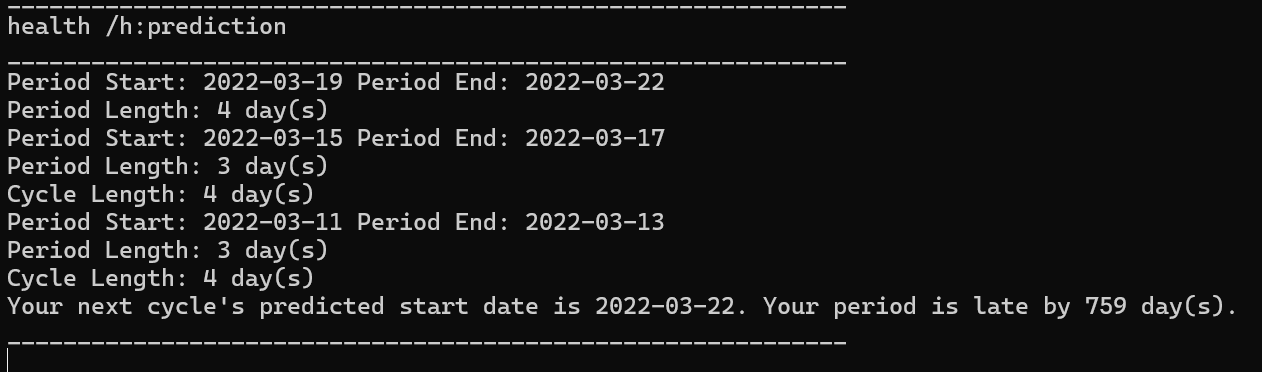 ____________________________________________________________
health /h:prediction
____________________________________________________________
Period Start: 2022-03-19 Period End: 2022-03-22
Period Length: 4 day(s)
Period Start: 2022-03-15 Period End: 2022-03-17
Period Length: 3 day(s)
Cycle Length: 4 day(s)
Period Start: 2022-03-11 Period End: 2022-03-13
Period Length: 3 day(s)
Cycle Length: 4 day(s)
Your next cycle's predicted start date is 2022-03-22. Your period is late by 759 day(s).
____________________________________________________________